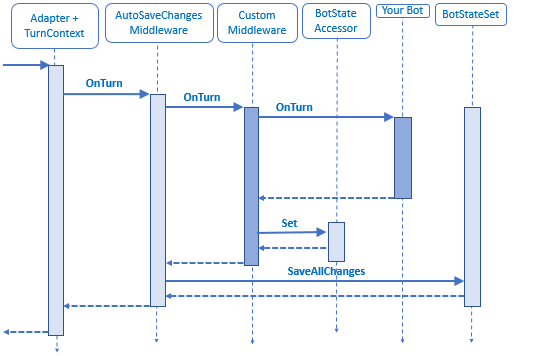 Adapter +
TurnContext
AutoSaveChanges
Middleware
Custom
Middleware
BotState
Accessor
Your Bot
BotStateSet
OnTurn
OnTurn
OnTurn
Set
SaveAllChanges